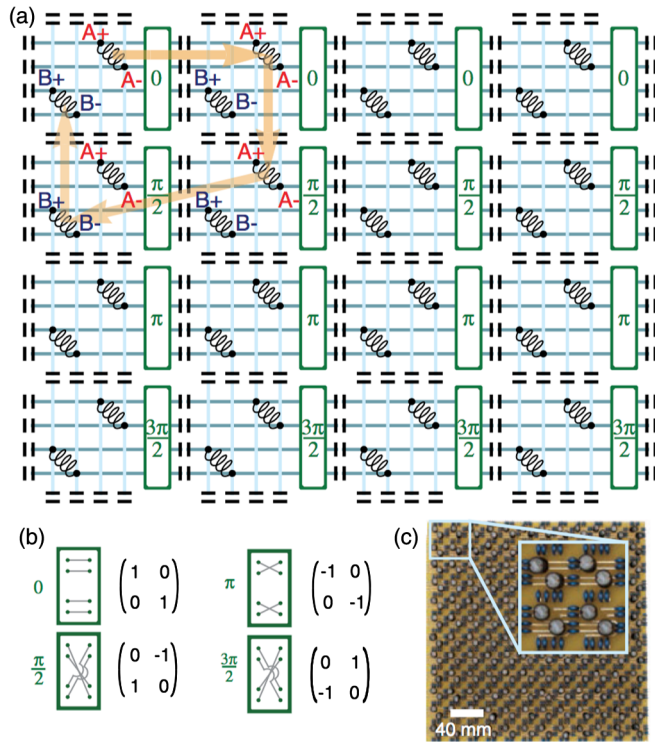 (a)
A+ A+
A- 0 A- 0 0 0
B+ B+
B- B-
A+ A+
A- π/2 A- π/2 π/2 π/2
B+ B+
B- B-
π π π π
3π/2 3π/2 3π/2 3π/2
(b) (c)
0 1 0 π -1 0
0 1 0 -1
π/2 0 -1 3π/2 0 1
1 0 -1 0
40 mm